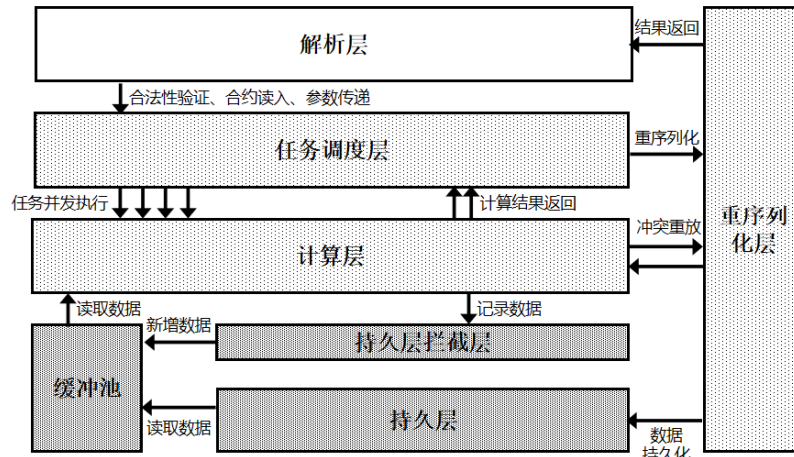 解析层
结果返回
合法性验证、合约读入、参数传递
任务调度层
重序列化
任务并发执行
计算结果返回
重序列
化层
冲突重放
计算层
读取数据
记录数据
新增数据
持久层拦截层
缓冲池
持久层
读取数据
数据
持久化